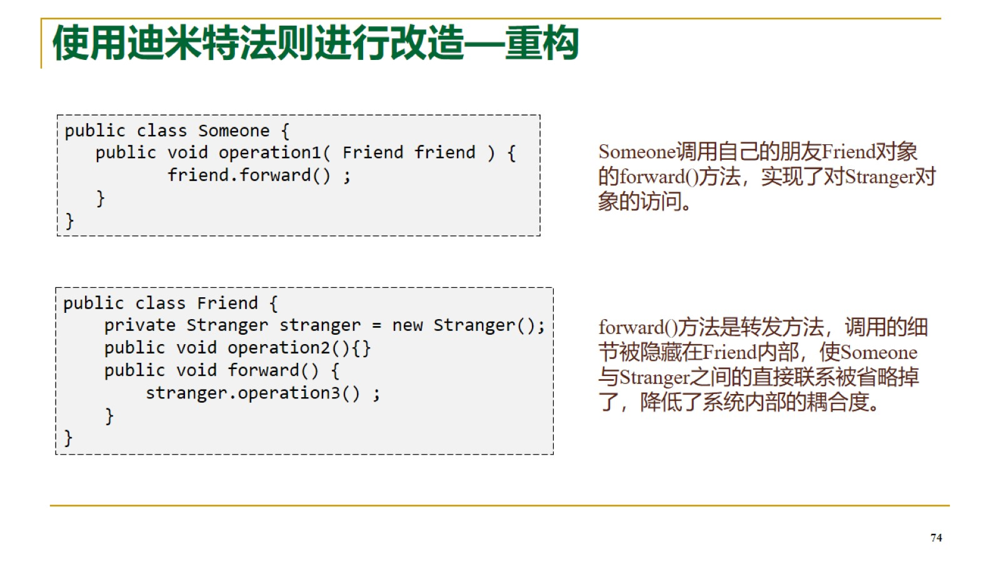 使用迪米特法则进行改造—重构
public class Someone {
public void operation1( Friend friend ) {
friend.forward() ;
}
}
Someone调用自己的朋友Friend对象
的forward()方法，实现了对Stranger对
象的访问。
public class Friend {
private Stranger stranger = new Stranger();
public void operation2(){}
public void forward() {
stranger.operation3() ;
}
}
forward()方法是转发方法，调用的细
节被隐藏在Friend内部，使Someone
与Stranger之间的直接联系被省略掉
了，降低了系统内部的耦合度。
74